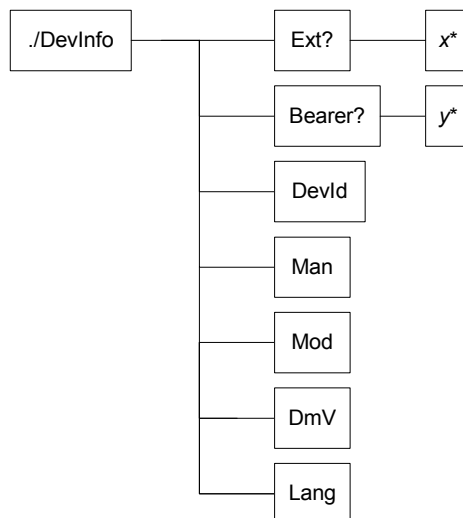 ./DevInfo
Ext?
x*
Bearer?
y*
DevId
Man
Mod
DmV
Lang